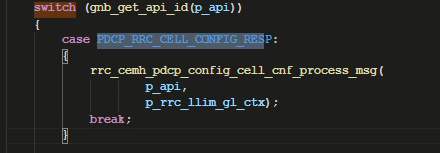 switch (gnb_get_api_id(p_api))
{
case PDCP_RRC_CELL_CONFIG_RESP:
{
rrc_cemh_pdcp_config_cell_cnf_process_msg(
p_api,
p_rrc_llim_gl_ctx);
break;
}